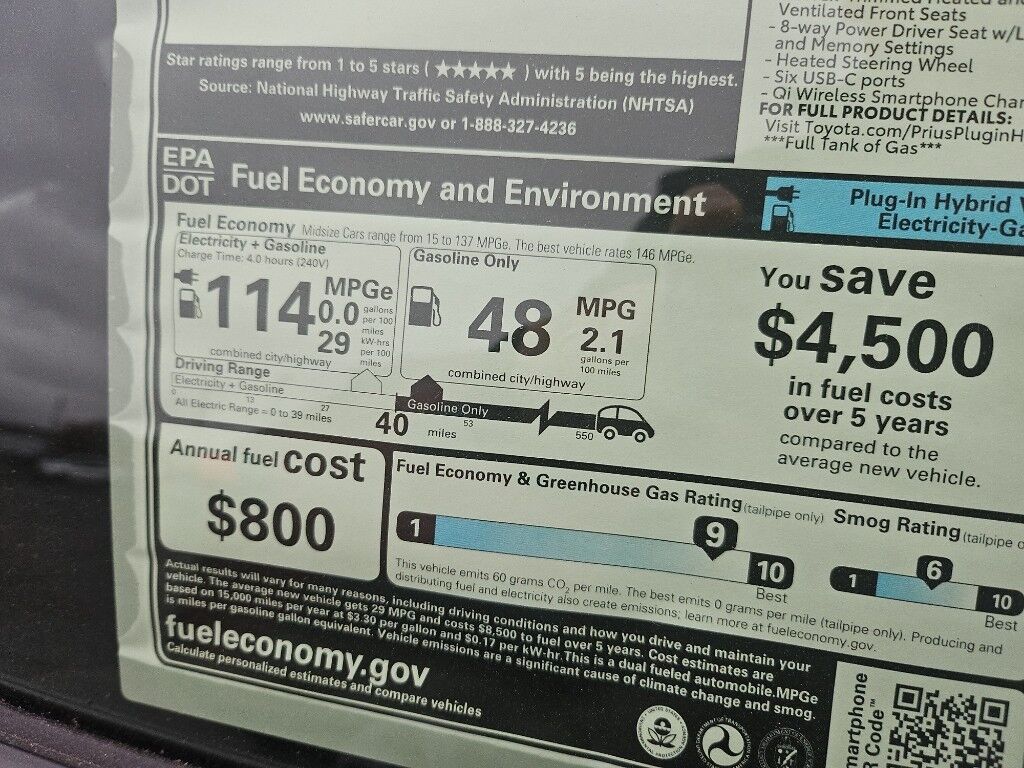 Ventilated Front Seats
- 8-way Power Driver Seat w/L
and Memory Settings
- Heated Steering Wheel
- Six USB-C ports
- Qi Wireless Smartphone Char
FOR FULL PRODUCT DETAILS:
Visit Toyota.com/PriusPluginH
***Full Tank of Gas***
Star ratings range from 1 to 5 stars (★★★★★) with 5 being the highest.
Source: National Highway Traffic Safety Administration (NHTSA)
www.safercar.gov or 1-888-327-4236
EPA
DOT
Fuel Economy and Environment
Plug-In Hybrid V
Electricity-Ga
Fuel Economy Midsize Cars range from 15 to 137 MPGe. The best vehicle rates 146 MPGe.
Electricity + Gasoline
Charge Time: 4.0 hours (240V)
114 MPGe
0.0 gallons per 100 miles
29 kW-hrs per 100 miles
combined city/highway
Gasoline Only
48 MPG
2.1
gallons per
100 miles
combined city/highway
Driving Range
Electricity + Gasoline
Gasoline Only
0 13 27 40 miles 53 550
All Electric Range = 0 to 39 miles
You save
$4,500
in fuel costs
over 5 years
compared to the
average new vehicle.
Annual fuel cost
$800
Fuel Economy & Greenhouse Gas Rating (tailpipe only)
1 9 10
Best
Smog Rating (tailpipe o
1 6 10
Best
This vehicle emits 60 grams CO₂ per mile. The best emits 0 grams per mile (tailpipe only). Producing and
distributing fuel and electricity also create emissions; learn more at fueleconomy.gov.
Actual results will vary for many reasons, including driving conditions and how you drive and maintain your
vehicle. The average new vehicle gets 29 MPG and costs $8,500 to fuel over 5 years. Cost estimates are
based on 15,000 miles per year at $3.30 per gallon and $0.17 per kW-hr. This is a dual fueled automobile. MPGe
is miles per gasoline gallon equivalent. Vehicle emissions are a significant cause of climate change and smog.
fueleconomy.gov
Calculate personalized estimates and compare vehicles
martphone
R Code™